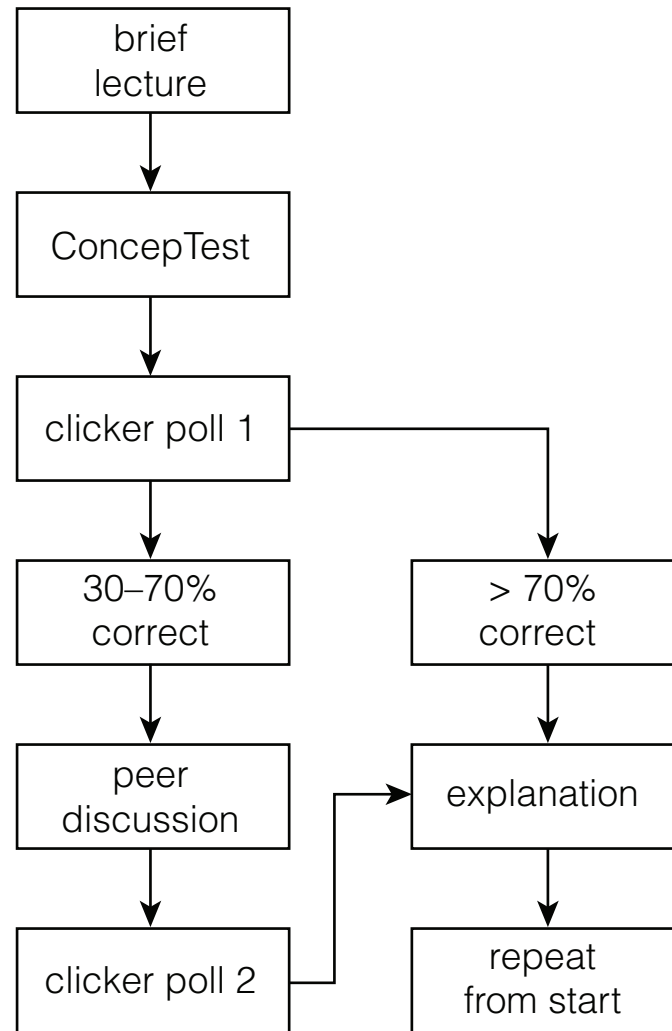 brief
lecture
ConcepTest
clicker poll 1
30–70%
correct
> 70%
correct
peer
discussion
explanation
clicker poll 2
repeat
from start